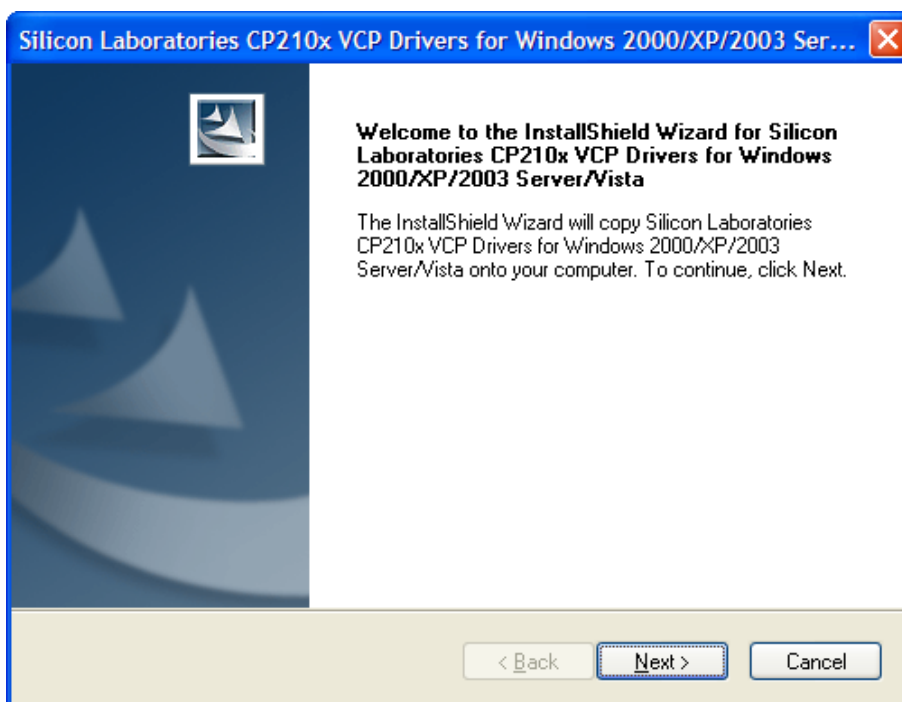 Silicon Laboratories CP210x VCP Drivers for Windows 2000/XP/2003 Ser...
Welcome to the InstallShield Wizard for Silicon
Laboratories CP210x VCP Drivers for Windows
2000/XP/2003 Server/Vista
The InstallShield Wizard will copy Silicon Laboratories
CP210x VCP Drivers for Windows 2000/XP/2003
Server/Vista onto your computer. To continue, click Next.
< Back Next > Cancel